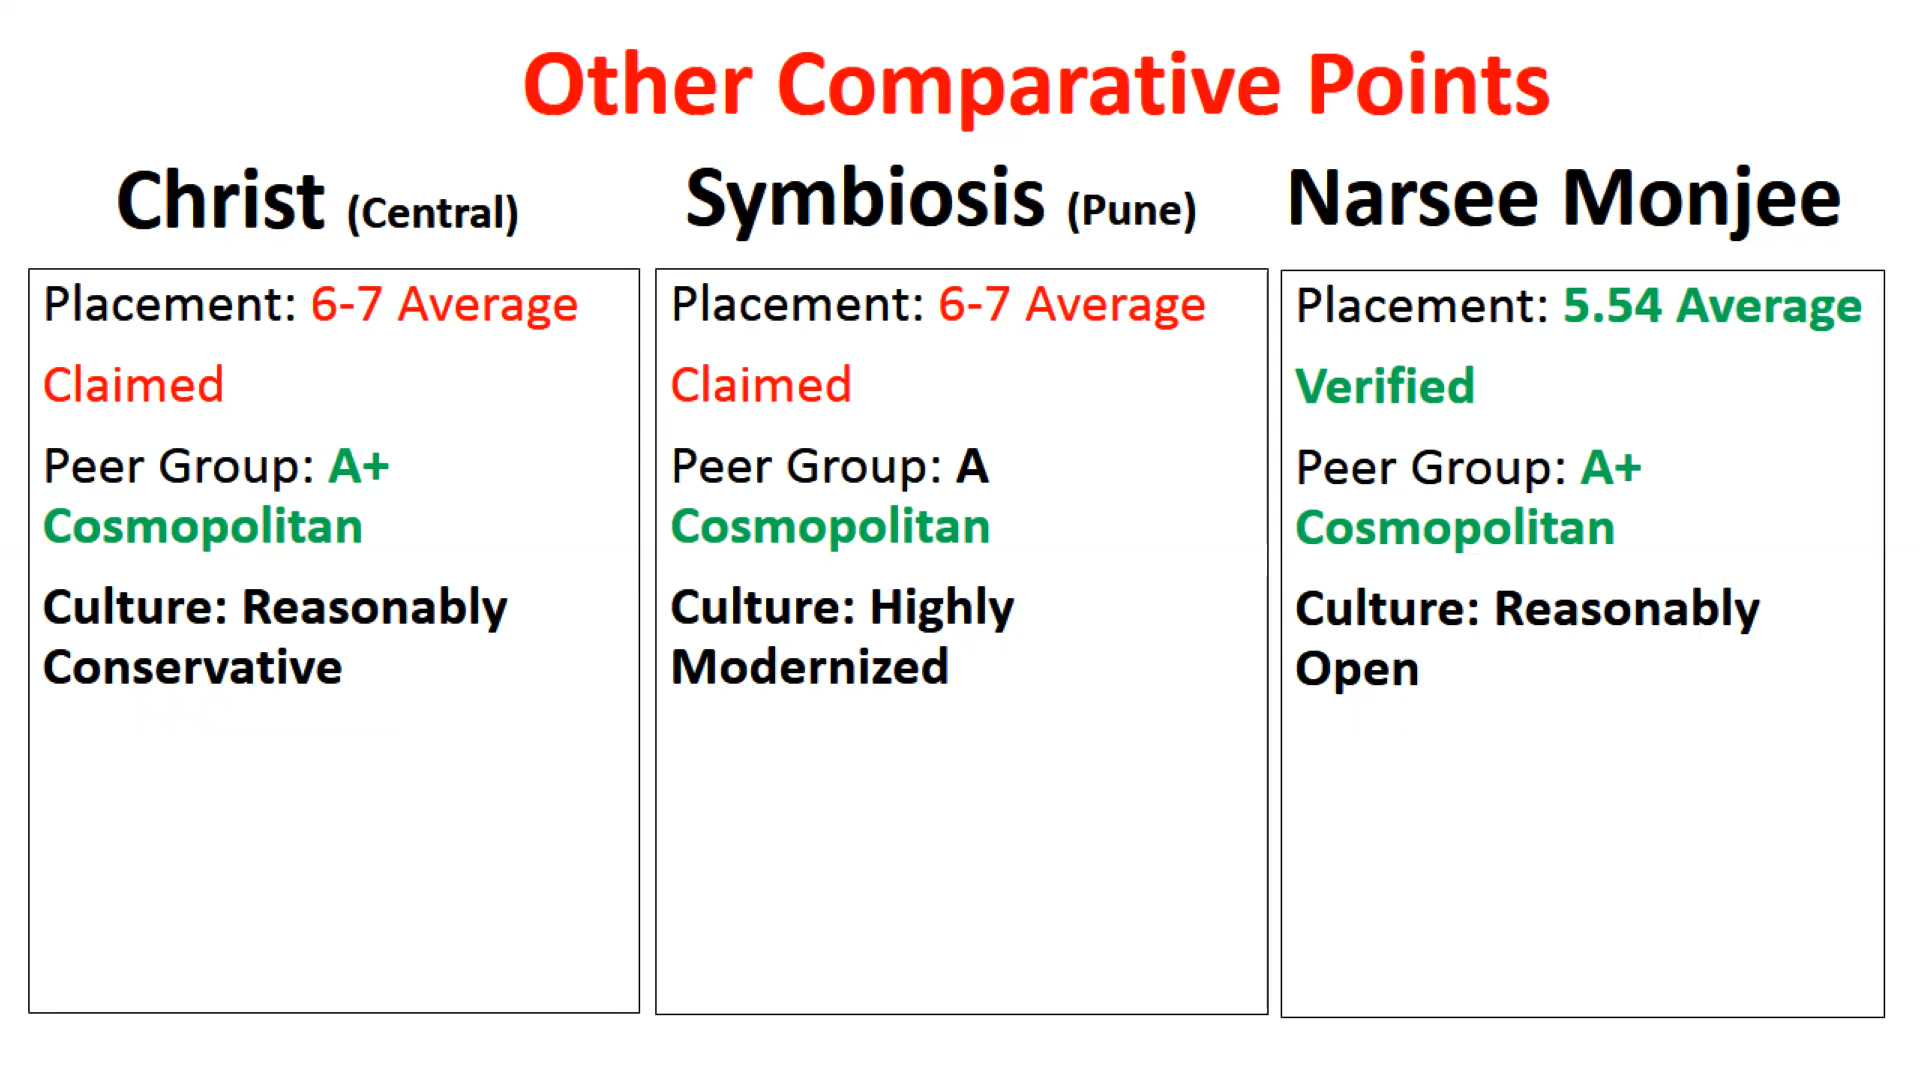 Other Comparative Points
Christ (Central)
Symbiosis (Pune)
Narsee Monjee
Placement: 6-7 Average
Claimed
Peer Group: A+
Cosmopolitan
Culture: Reasonably
Conservative
Placement: 6-7 Average
Claimed
Peer Group: A
Cosmopolitan
Culture: Highly
Modernized
Placement: 5.54 Average
Verified
Peer Group: A+
Cosmopolitan
Culture: Reasonably
Open